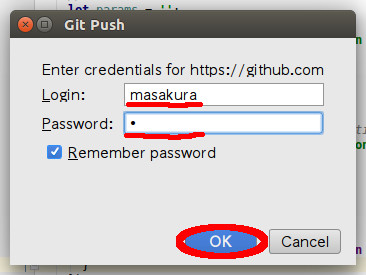 let params = '';
Git Push
Enter credentials for https://github.com
Login: masakura
Password: •
Remember password
OK Cancel